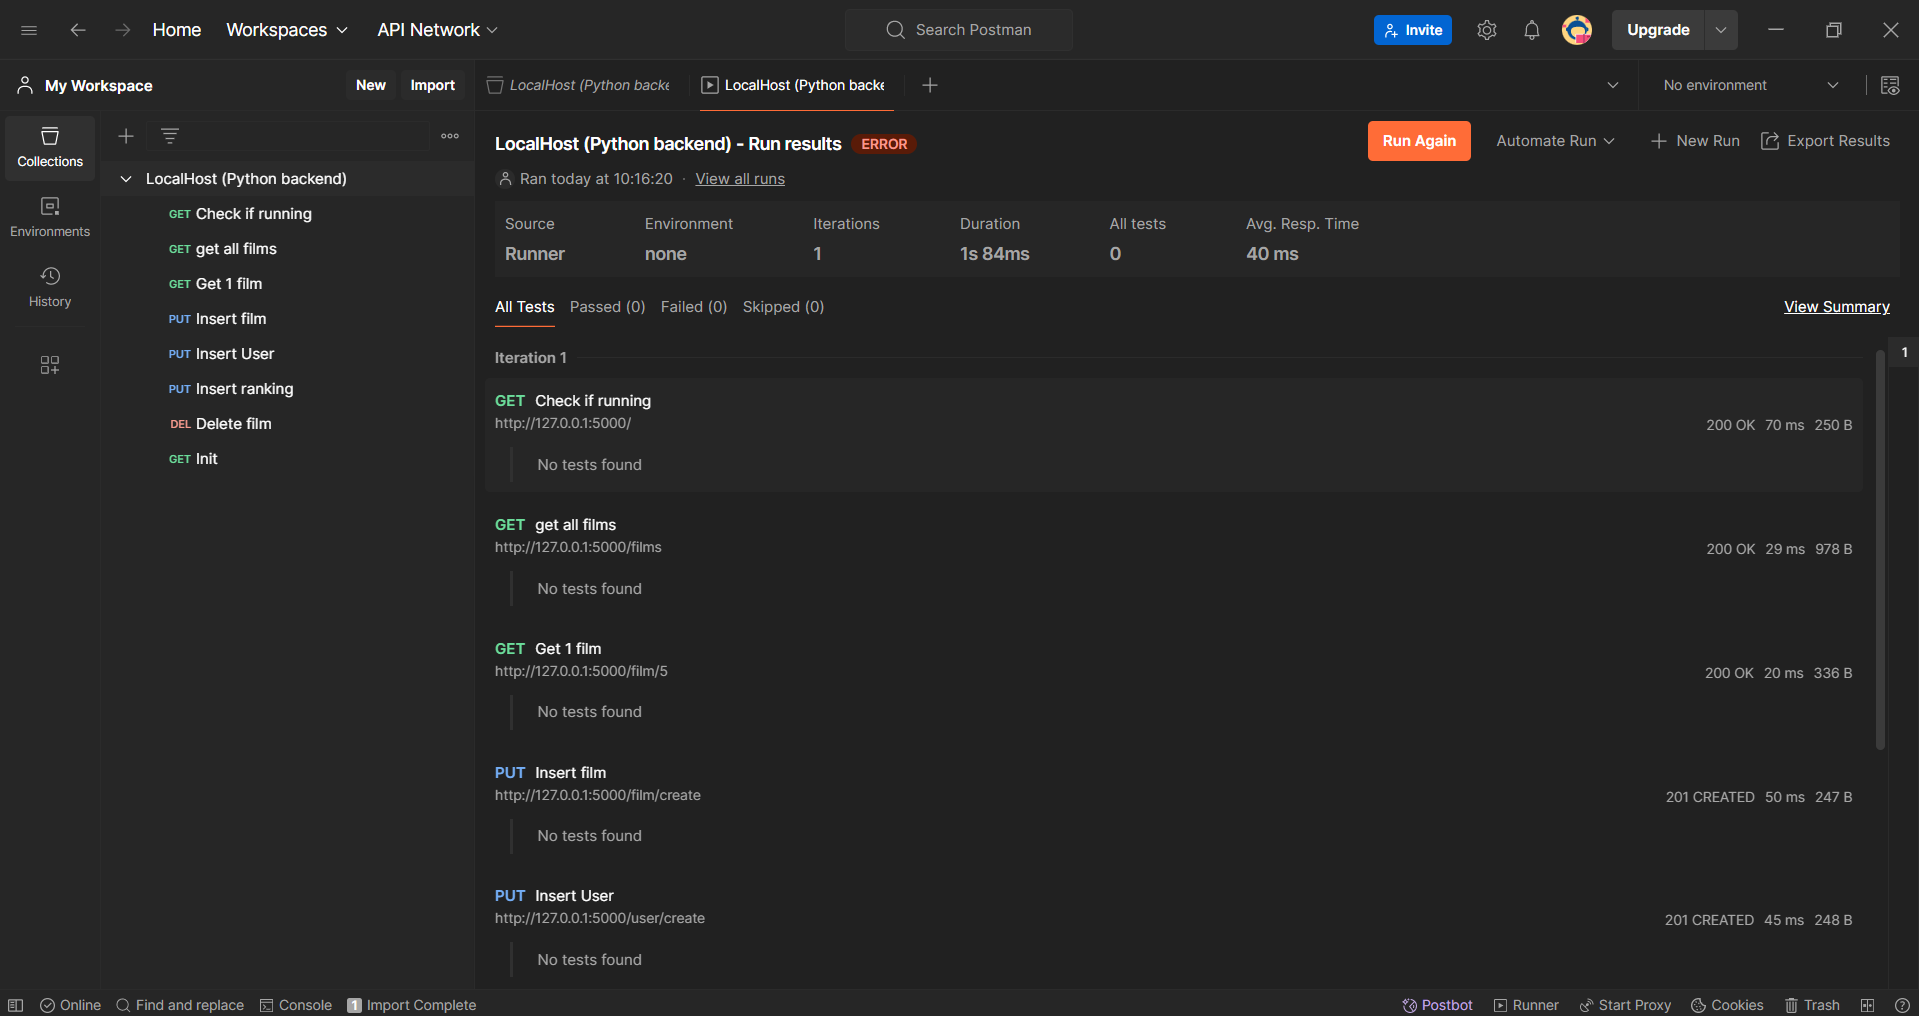 Home Workspaces API Network Search Postman Invite Upgrade
My Workspace New Import LocalHost (Python backe LocalHost (Python backe No environment
Collections
Environments
History
LocalHost (Python backend)
GET Check if running
GET get all films
GET Get 1 film
PUT Insert film
PUT Insert User
PUT Insert ranking
DEL Delete film
GET Init
LocalHost (Python backend) - Run results ERROR Run Again Automate Run New Run Export Results
Ran today at 10:16:20 · View all runs
Source Environment Iterations Duration All tests Avg. Resp. Time
Runner none 1 1s 84ms 0 40 ms
All Tests Passed (0) Failed (0) Skipped (0) View Summary
Iteration 1 1
GET Check if running
http://127.0.0.1:5000/ 200 OK 70 ms 250 B
No tests found
GET get all films
http://127.0.0.1:5000/films 200 OK 29 ms 978 B
No tests found
GET Get 1 film
http://127.0.0.1:5000/film/5 200 OK 20 ms 336 B
No tests found
PUT Insert film
http://127.0.0.1:5000/film/create 201 CREATED 50 ms 247 B
No tests found
PUT Insert User
http://127.0.0.1:5000/user/create 201 CREATED 45 ms 248 B
No tests found
Online Find and replace Console 1 Import Complete Postbot Runner Start Proxy Cookies Trash